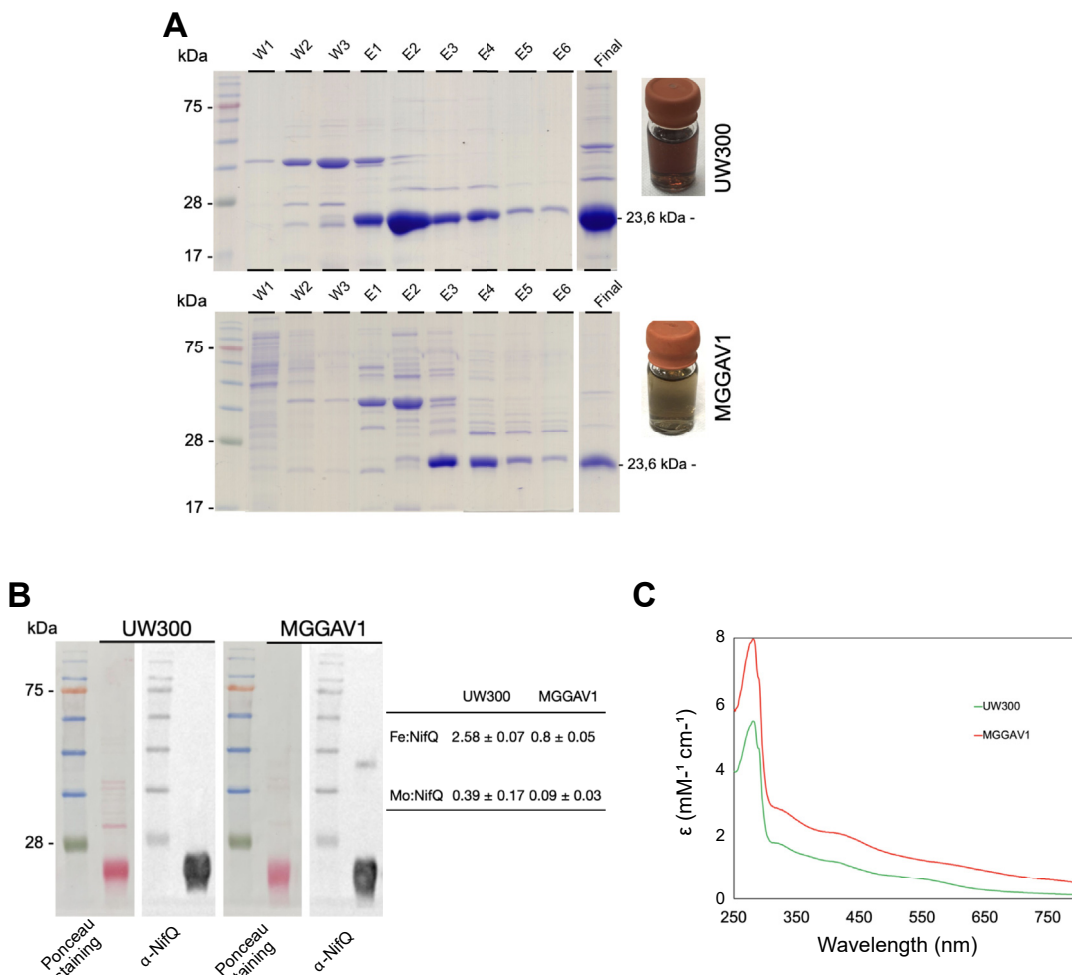 A
kDa
W1 W2 W3 E1 E2 E3 E4 E5 E6 Final
75 -
28 -
17 -
- 23,6 kDa -
UW300
kDa
W1 W2 W3 E1 E2 E3 E4 E5 E6 Final
75 -
28 -
17 -
- 23,6 kDa -
MGGAV1
B
kDa
UW300 MGGAV1
75 -
28 -
Ponceau
staining
α-NifQ
Ponceau
staining
α-NifQ
UW300 MGGAV1
Fe:NifQ 2.58 ± 0.07 0.8 ± 0.05
Mo:NifQ 0.39 ± 0.17 0.09 ± 0.03
C
8
6
4
2
0
ε (mM-¹ cm-¹)
UW300
MGGAV1
250 350 450 550 650 750
Wavelength (nm)